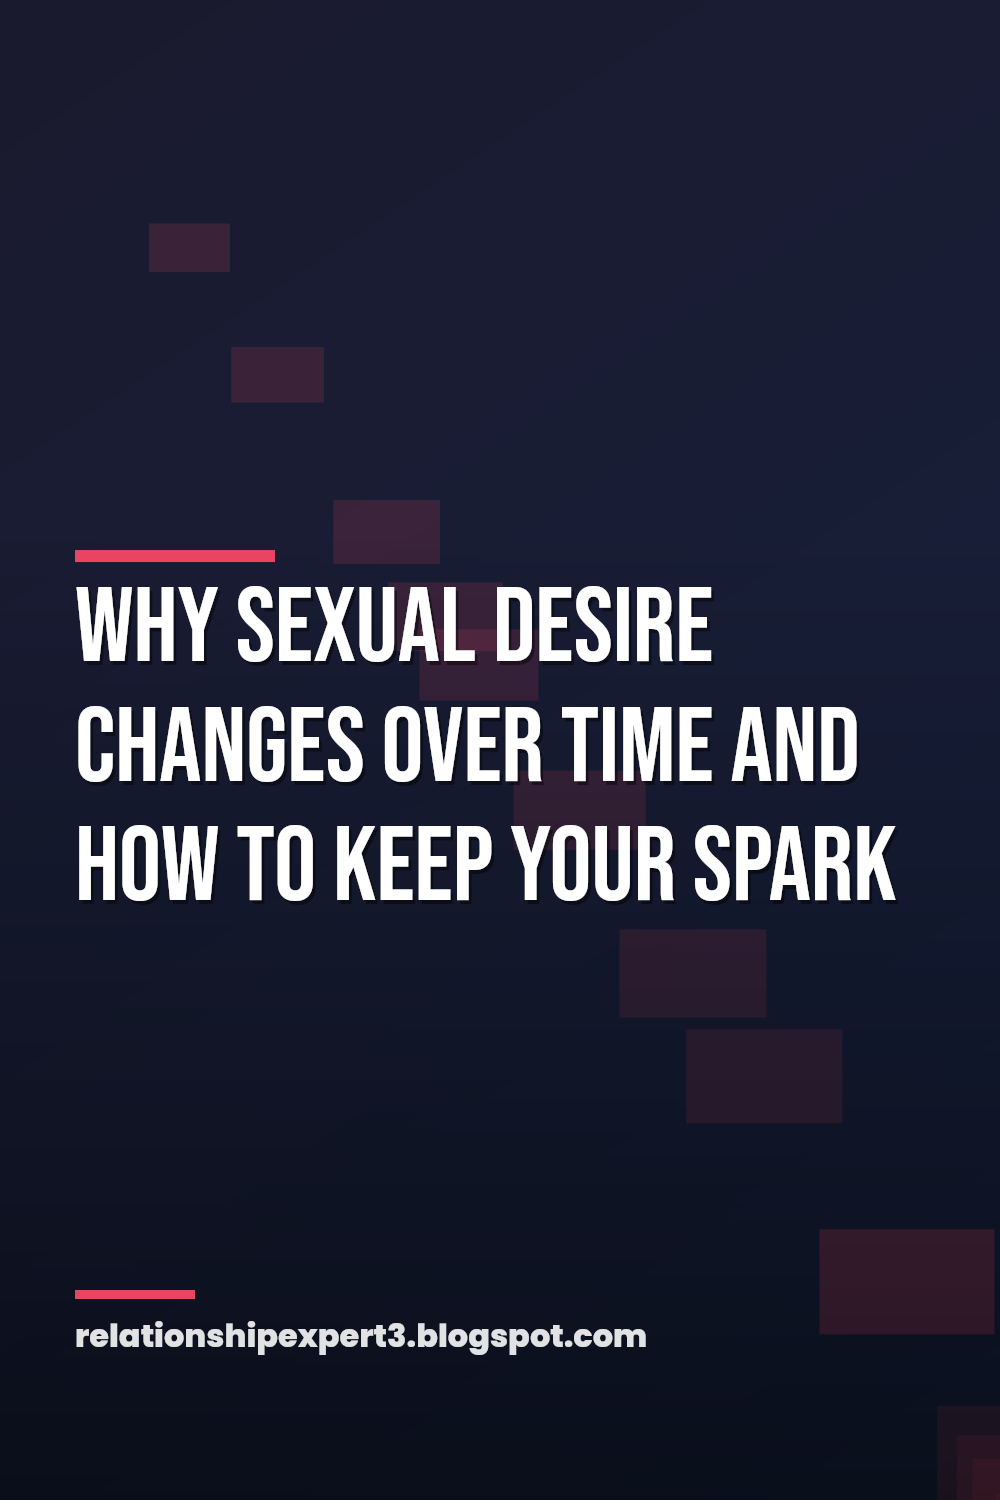 WHY SEXUAL DESIRE
CHANGES OVER TIME AND
HOW TO KEEP YOUR SPARK
relationshipexpert3.blogspot.com